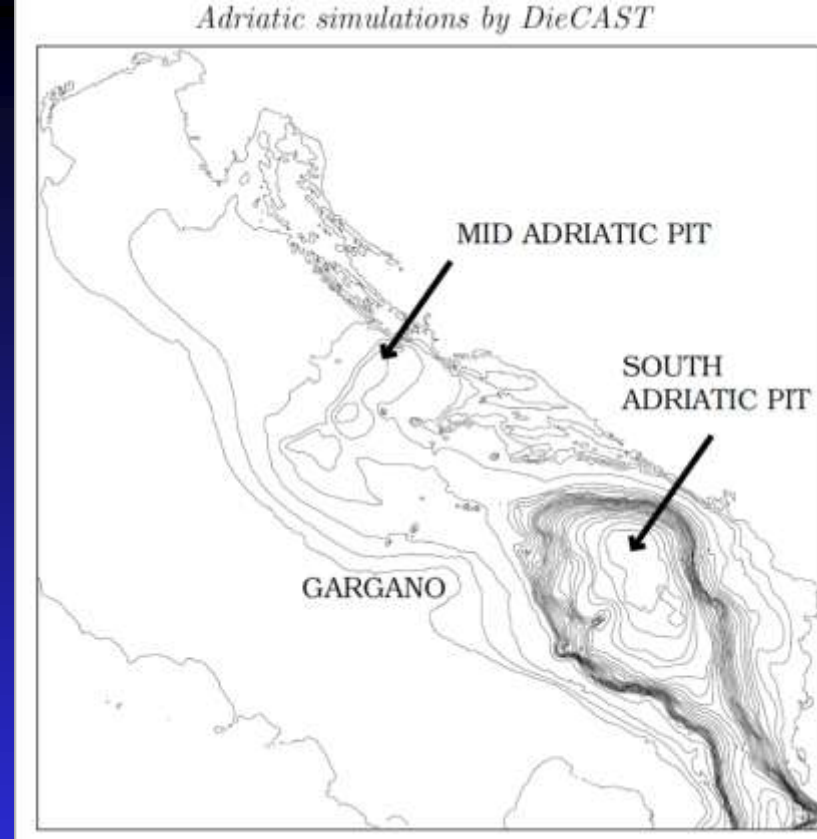 Adriatic simulations by DieCAST
MID ADRIATIC PIT
SOUTH
ADRIATIC PIT
GARGANO